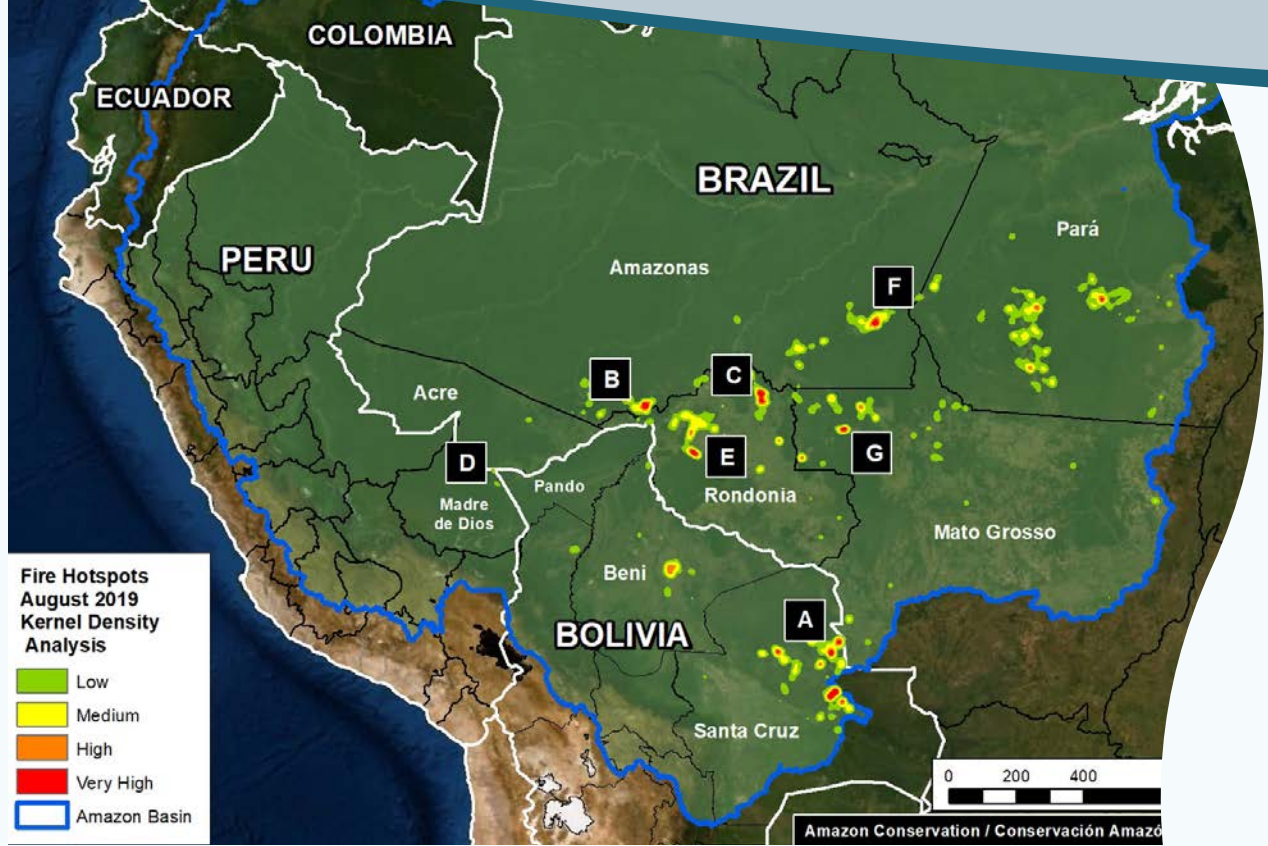 COLOMBIA
ECUADOR
BRAZIL
PERU
Pará
Amazonas
F
B
C
Acre
D
E
G
Pando
Rondonia
Madre
de Dios
Mato Grosso
Beni
A
BOLIVIA
Santa Cruz
Fire Hotspots
August 2019
Kernel Density
Analysis
Low
Medium
High
Very High
Amazon Basin
0 200 400
Amazon Conservation / Conservación Amazó